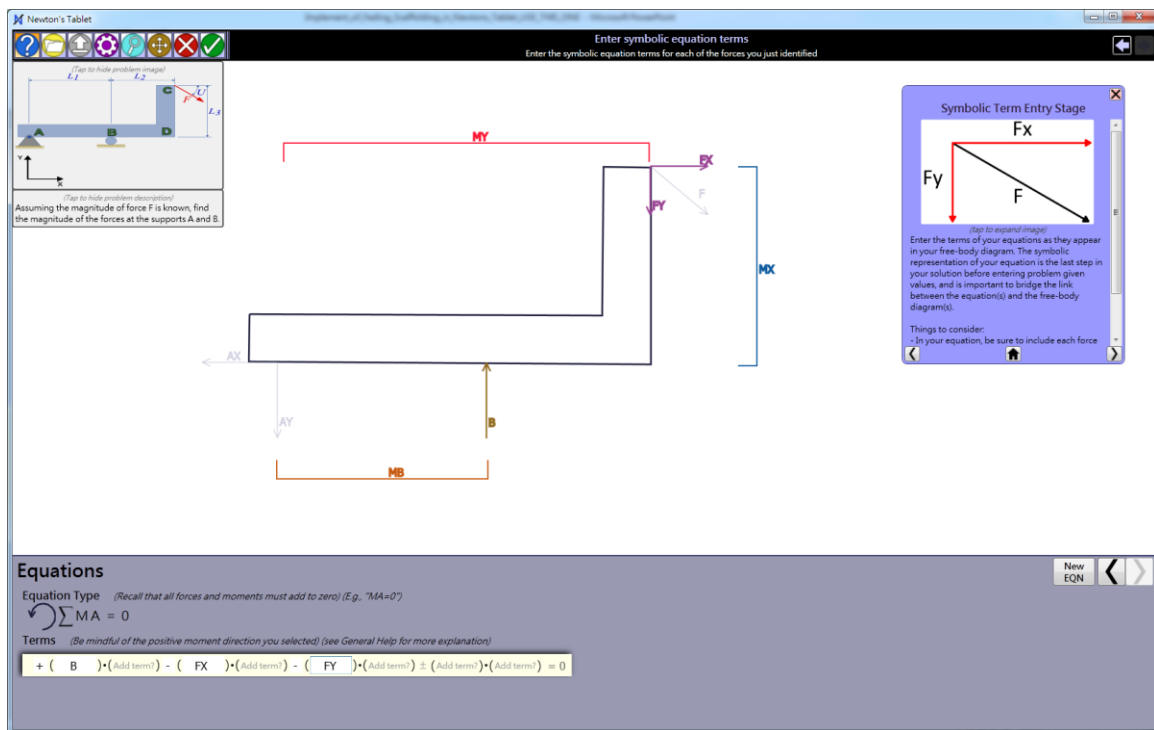 Newton's Tablet
Implement_of_Fading_Scaffolding_in_Newtons_Tablet_USE_THIS_ONE - Microsoft PowerPoint
Enter symbolic equation terms
Enter the symbolic equation terms for each of the forces you just identified
(Tap to hide problem image)
L1
L2
C
F
U
L3
A
B
D
Y
X
(Tap to hide problem description)
Assuming the magnitude of force F is known, find
the magnitude of the forces at the supports A and B.
MY
FX
F
FY
MX
AX
AY
B
MB
Symbolic Term Entry Stage
Fx
Fy
F
(tap to expand image)
Enter the terms of your equations as they appear
in your free-body diagram. The symbolic
representation of your equation is the last step in
your solution before entering problem given
values, and is important to bridge the link
between the equation(s) and the free-body
diagram(s).
Things to consider:
- In your equation, be sure to include each force
Equations
New
EQN
Equation Type (Recall that all forces and moments must add to zero) (E.g., "MA=0")
∑MA = 0
Terms (Be mindful of the positive moment direction you selected) (see General Help for more explanation)
+ ( B )•(Add term?) - ( FX )•(Add term?) - ( FY )•(Add term?) ± (Add term?)•(Add term?) = 0